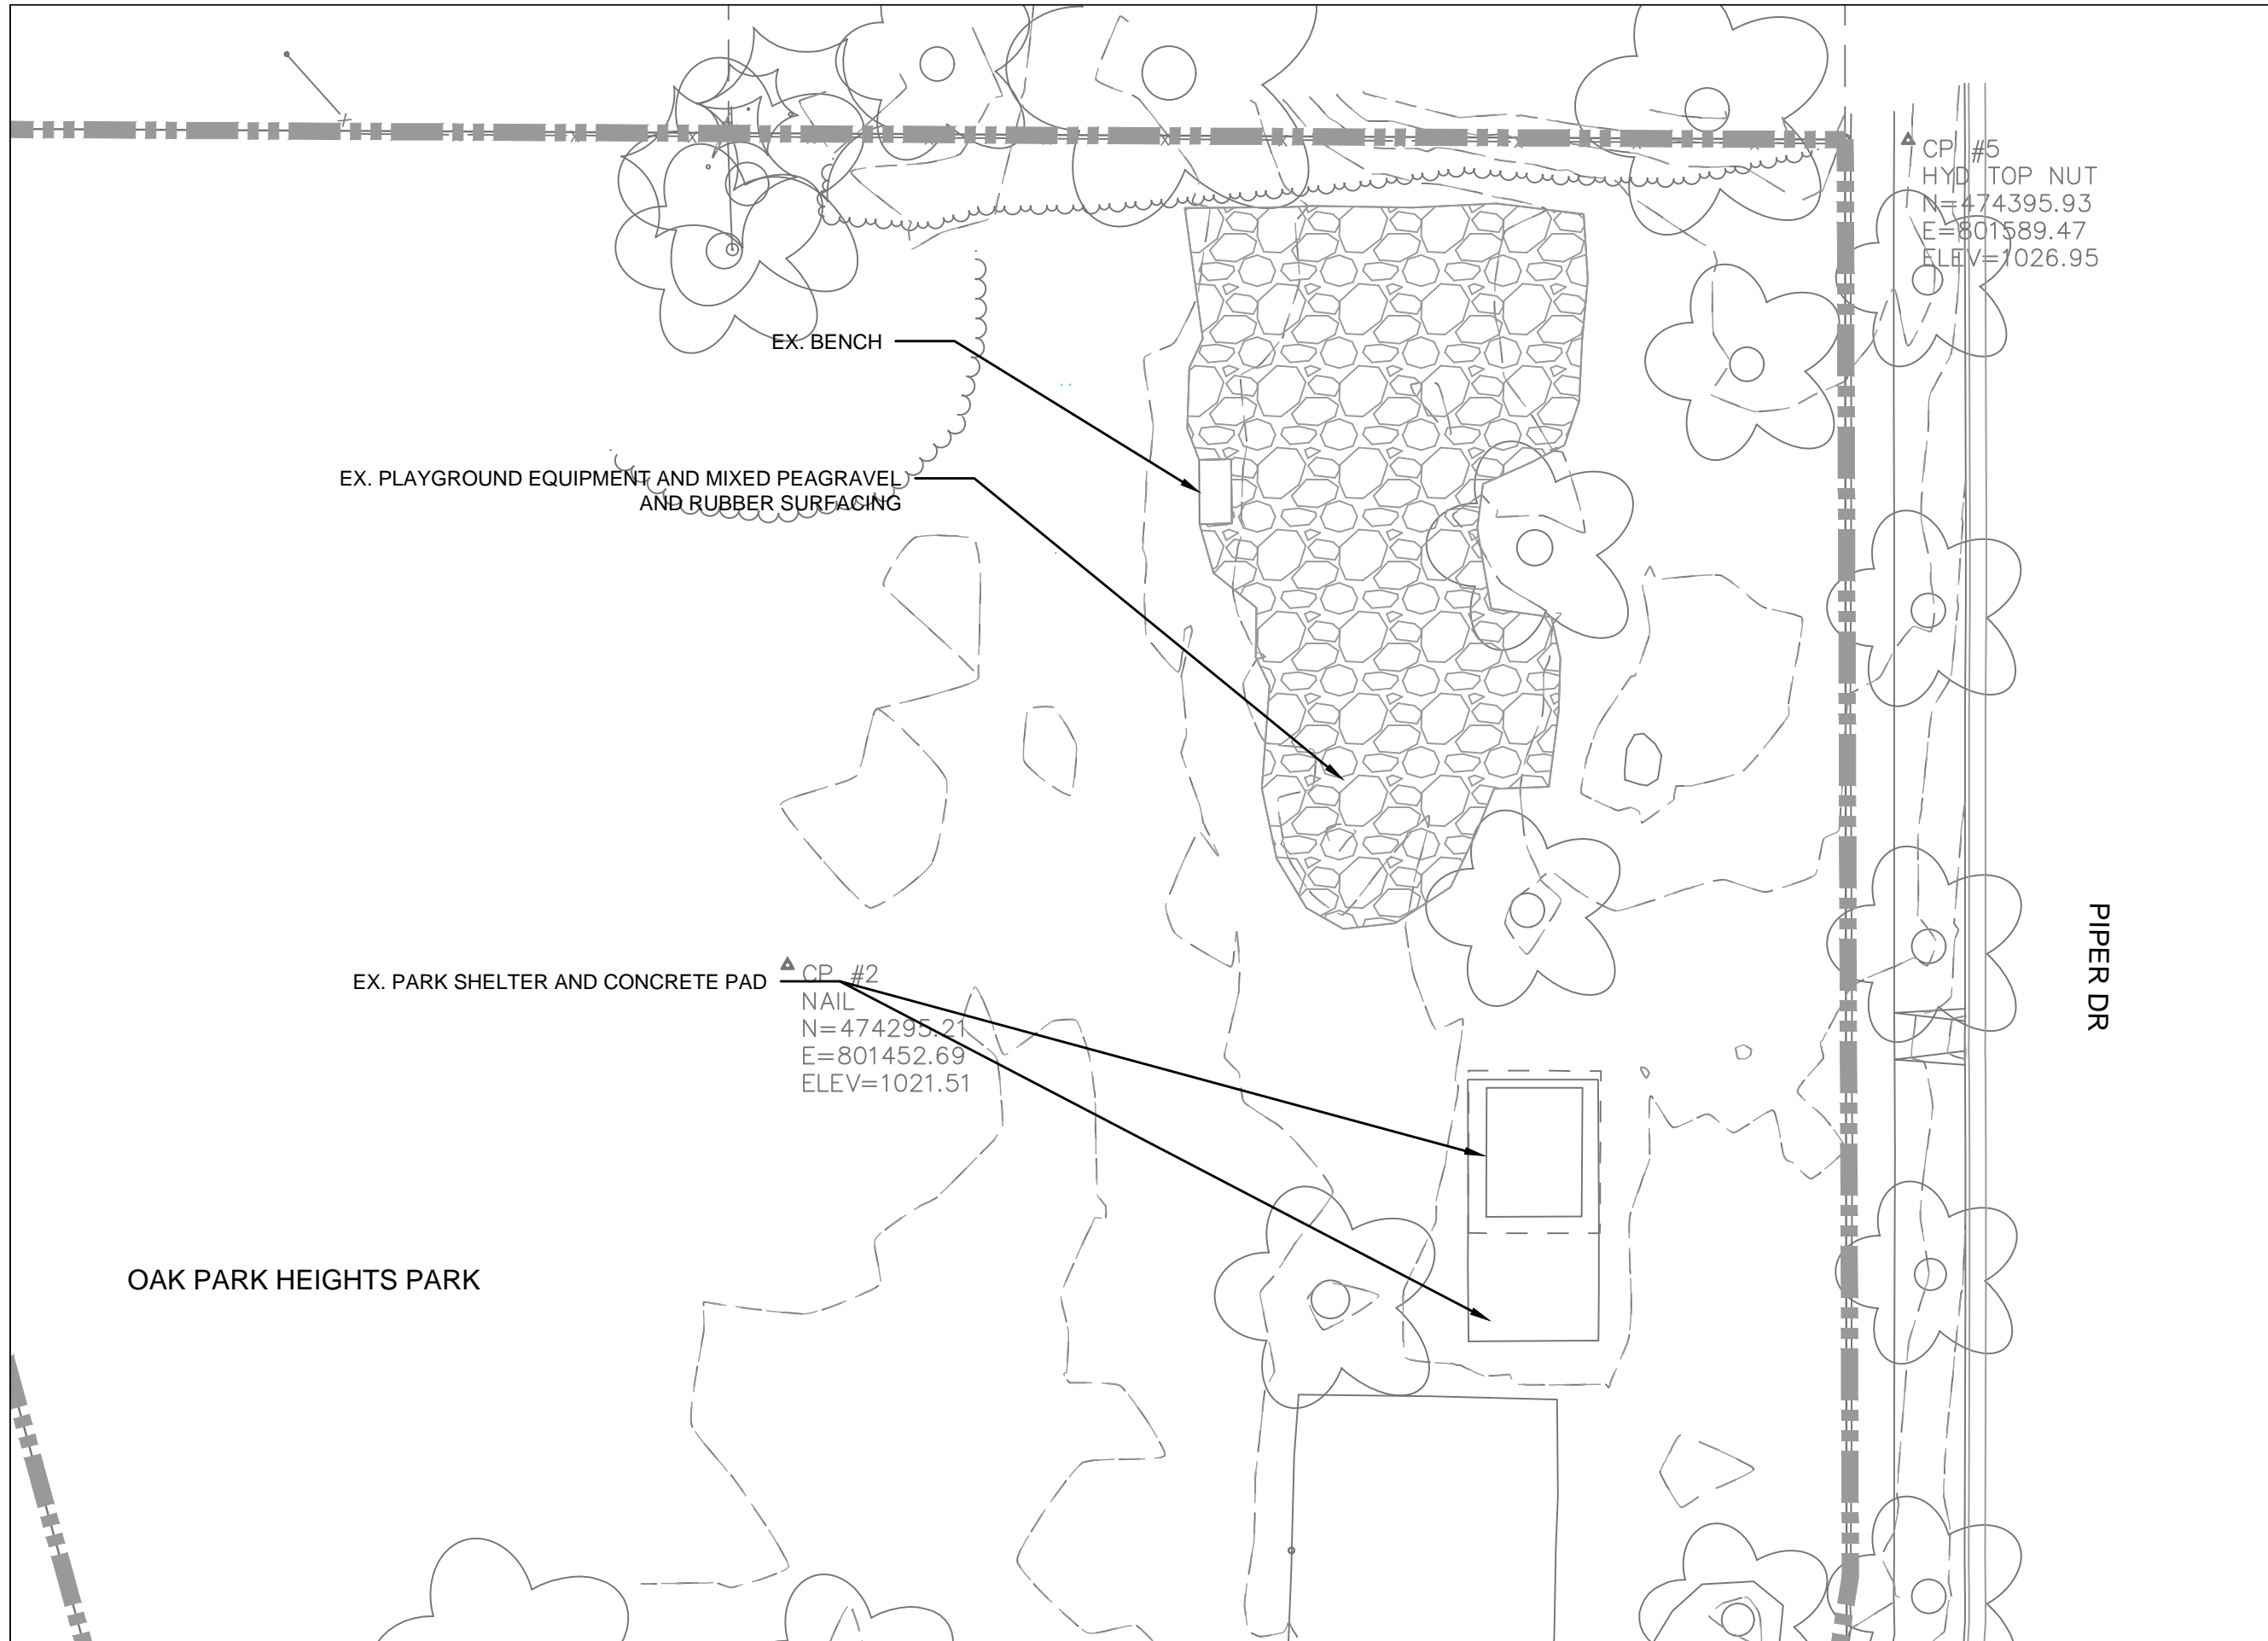 CP #5
HYD TOP NUT
N=474395.93
E=801589.47
ELEV=1026.95
EX. BENCH
EX. PLAYGROUND EQUIPMENT AND MIXED PEAGRAVEL
AND RUBBER SURFACING
EX. PARK SHELTER AND CONCRETE PAD
CP #2
NAIL
N=474295.21
E=801452.69
ELEV=1021.51
PIPER DR
OAK PARK HEIGHTS PARK